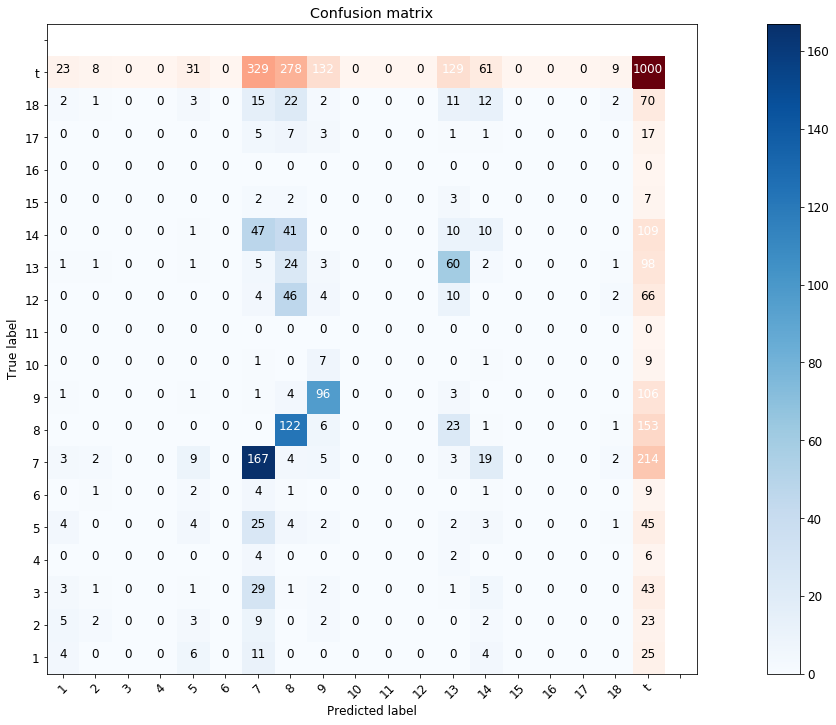 Confusion matrix
t 23 8 0 0 31 0 329 278 132 0 0 0 129 61 0 0 0 9 1000
18 2 1 0 0 3 0 15 22 2 0 0 0 11 12 0 0 0 2 70
17 0 0 0 0 0 0 5 7 3 0 0 0 1 1 0 0 0 0 17
16 0 0 0 0 0 0 0 0 0 0 0 0 0 0 0 0 0 0 0
15 0 0 0 0 0 0 2 2 0 0 0 0 3 0 0 0 0 0 7
14 0 0 0 0 1 0 47 41 0 0 0 0 10 10 0 0 0 0 109
13 1 1 0 0 1 0 5 24 3 0 0 0 60 2 0 0 0 1 98
12 0 0 0 0 0 0 4 46 4 0 0 0 10 0 0 0 0 2 66
11 0 0 0 0 0 0 0 0 0 0 0 0 0 0 0 0 0 0 0
10 0 0 0 0 0 0 1 0 7 0 0 0 0 1 0 0 0 0 9
9 1 0 0 0 1 0 1 4 96 0 0 0 3 0 0 0 0 0 106
8 0 0 0 0 0 0 0 122 6 0 0 0 23 1 0 0 0 1 153
7 3 2 0 0 9 0 167 4 5 0 0 0 3 19 0 0 0 2 214
6 0 1 0 0 2 0 4 1 0 0 0 0 0 1 0 0 0 0 9
5 4 0 0 0 4 0 25 4 2 0 0 0 2 3 0 0 0 1 45
4 0 0 0 0 0 0 4 0 0 0 0 0 2 0 0 0 0 0 6
3 3 1 0 0 1 0 29 1 2 0 0 0 1 5 0 0 0 0 43
2 5 2 0 0 3 0 9 0 2 0 0 0 0 2 0 0 0 0 23
1 4 0 0 0 6 0 11 0 0 0 0 0 0 4 0 0 0 0 25
1 2 3 4 5 6 7 8 9 10 11 12 13 14 15 16 17 18 t
True label
Predicted label
160
140
120
100
80
60
40
20
0